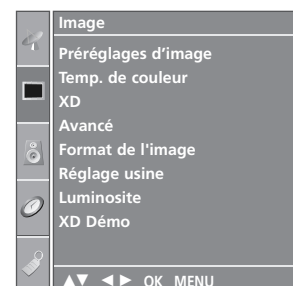 Image
Préréglages d'image
Temp. de couleur
XD
Avancé
Format de l'image
Réglage usine
Luminosite
XD Démo
▲▼ ◄► OK MENU